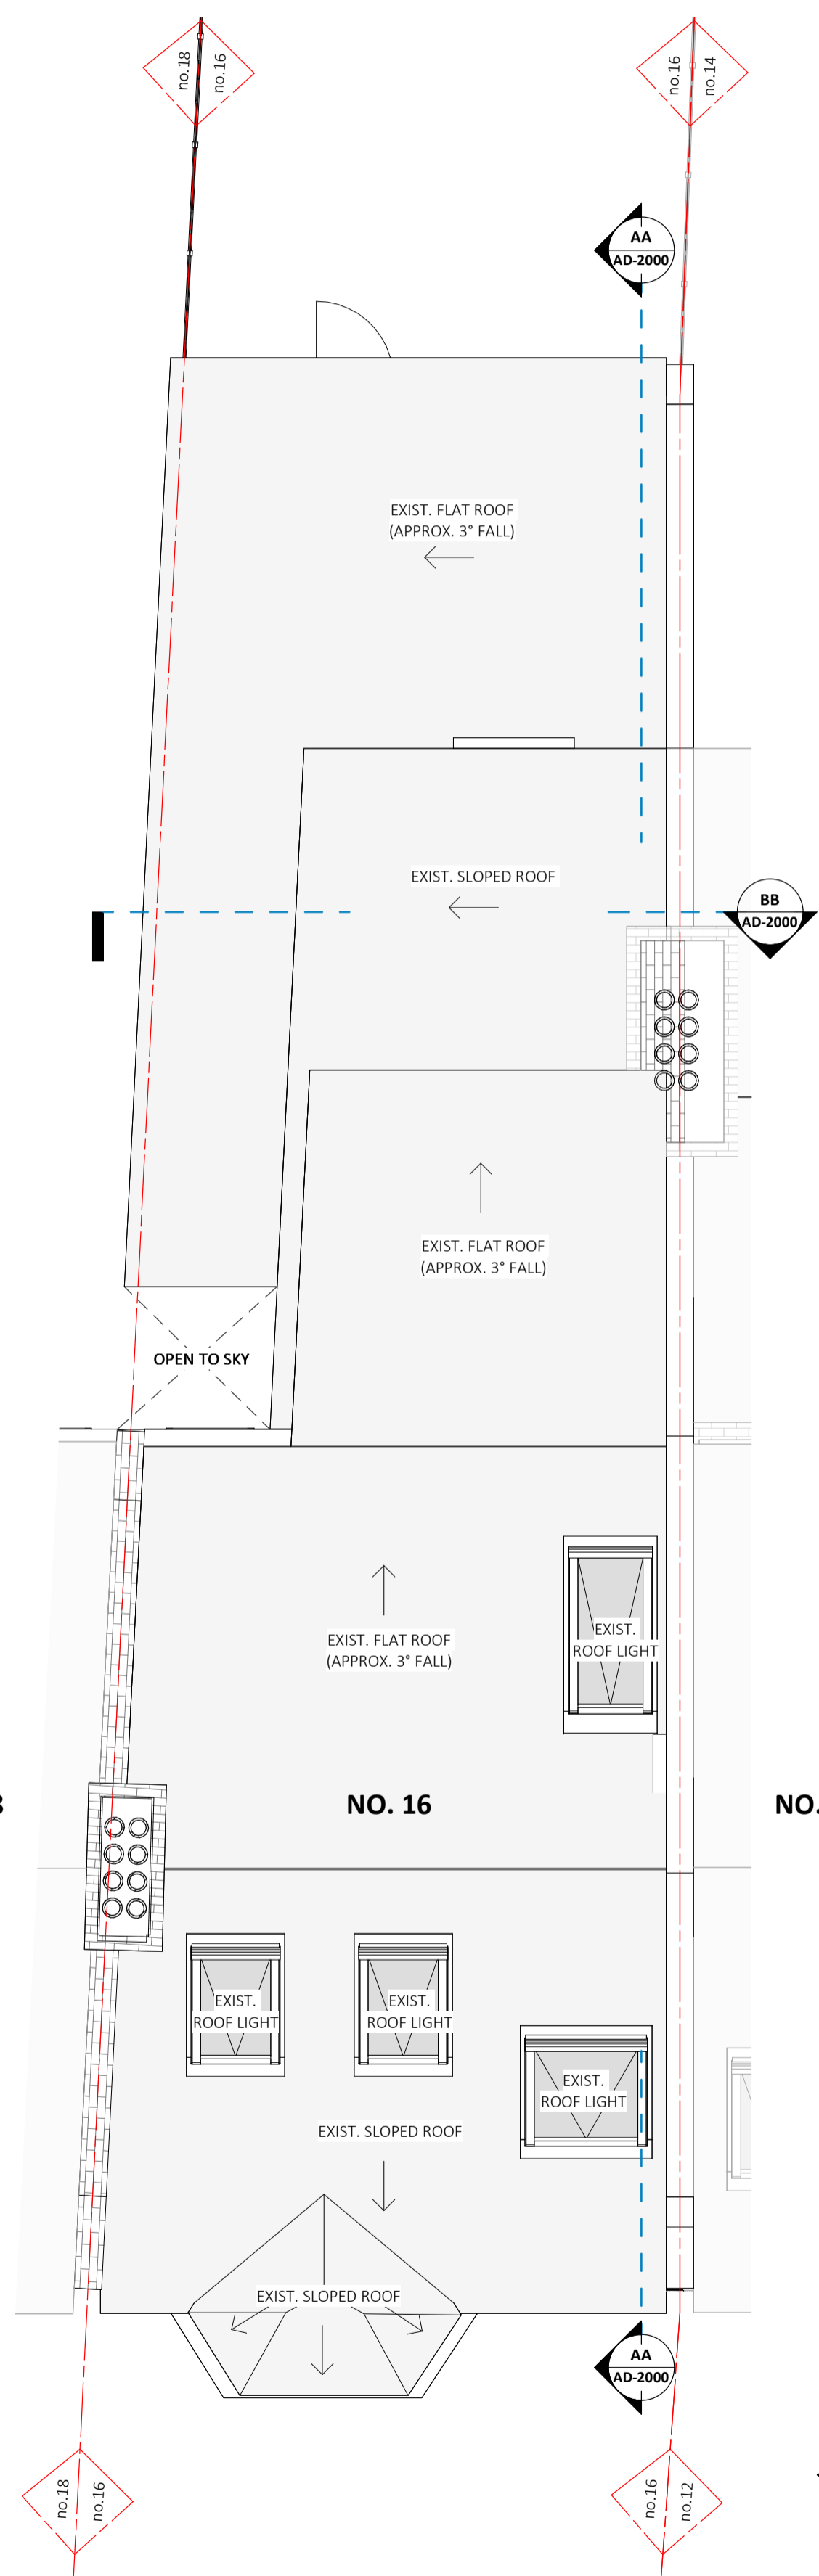 no.18
no.16
no.16
no.14
AA
AD-2000
EXIST. FLAT ROOF
(APPROX. 3° FALL)
EXIST. SLOPED ROOF
BB
AD-2000
EXIST. FLAT ROOF
(APPROX. 3° FALL)
OPEN TO SKY
EXIST. FLAT ROOF
(APPROX. 3° FALL)
EXIST.
ROOF LIGHT
NO. 16
NO.
EXIST.
ROOF LIGHT
EXIST.
ROOF LIGHT
EXIST.
ROOF LIGHT
EXIST. SLOPED ROOF
EXIST. SLOPED ROOF
AA
AD-2000
no.18
no.16
no.16
no.12